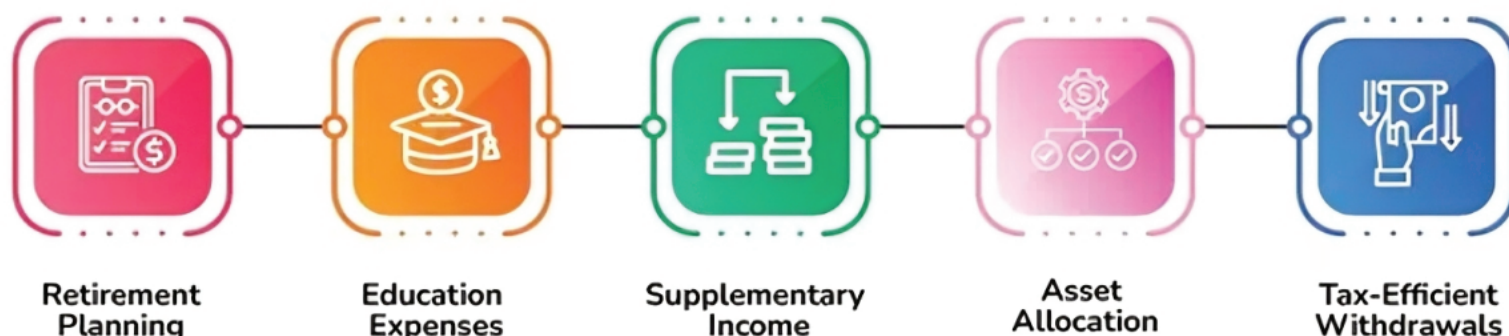 Retirement
Planning
Education
Expenses
Supplementary
Income
Asset
Allocation
Tax-Efficient
Withdrawals